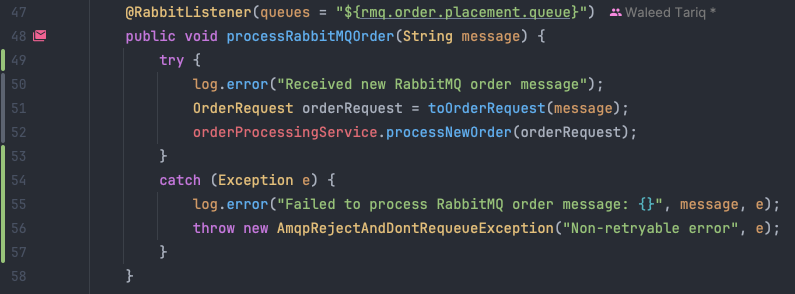 47 @RabbitListener(queues = "${rmq.order.placement.queue}") Waleed Tariq *
48 public void processRabbitMQOrder(String message) {
49 try {
50 log.error("Received new RabbitMQ order message");
51 OrderRequest orderRequest = toOrderRequest(message);
52 orderProcessingService.processNewOrder(orderRequest);
53 }
54 catch (Exception e) {
55 log.error("Failed to process RabbitMQ order message: {}", message, e);
56 throw new AmqpRejectAndDontRequeueException("Non-retryable error", e);
57 }
58 }